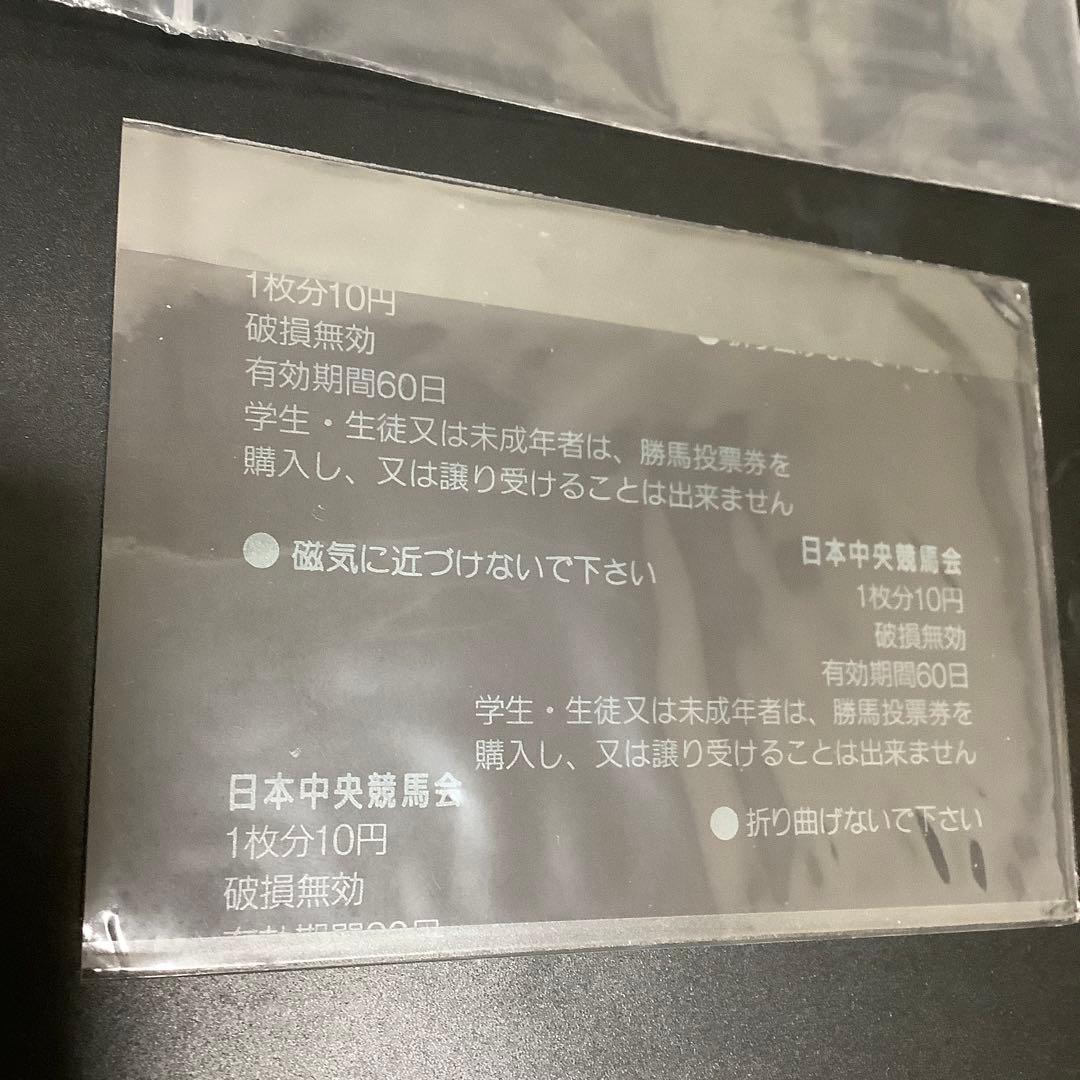 1枚分10円
破損無効
有効期間60日
学生・生徒又は未成年者は、勝馬投票券を
購入し、又は譲り受けることは出来ません
● 磁気に近づけないで下さい
日本中央競馬会
1枚分10円
破損無効
有効期間60日
学生・生徒又は未成年者は、勝馬投票券を
購入し、又は譲り受けることは出来ません
● 折り曲げないで下さい
日本中央競馬会
1枚分10円
破損無効